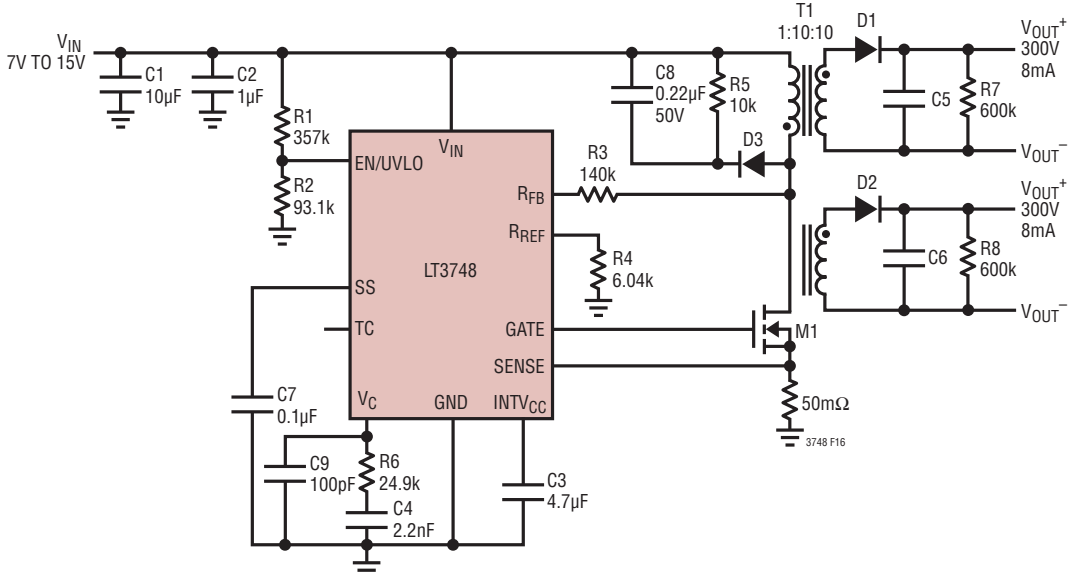 VIN
7V TO 15V
C1
10µF
C2
1µF
R1
357k
R2
93.1k
VIN
EN/UVLO
RFB
RREF
LT3748
SS
TC
GATE
SENSE
VC
GND
INTVCC
R3
140k
R4
6.04k
C8
0.22µF
50V
R5
10k
D3
T1
1:10:10
D1
C5
R7
600k
VOUT+
300V
8mA
VOUT–
D2
C6
R8
600k
VOUT+
300V
8mA
VOUT–
M1
50mΩ
3748 F16
C7
0.1µF
C9
100pF
R6
24.9k
C4
2.2nF
C3
4.7µF